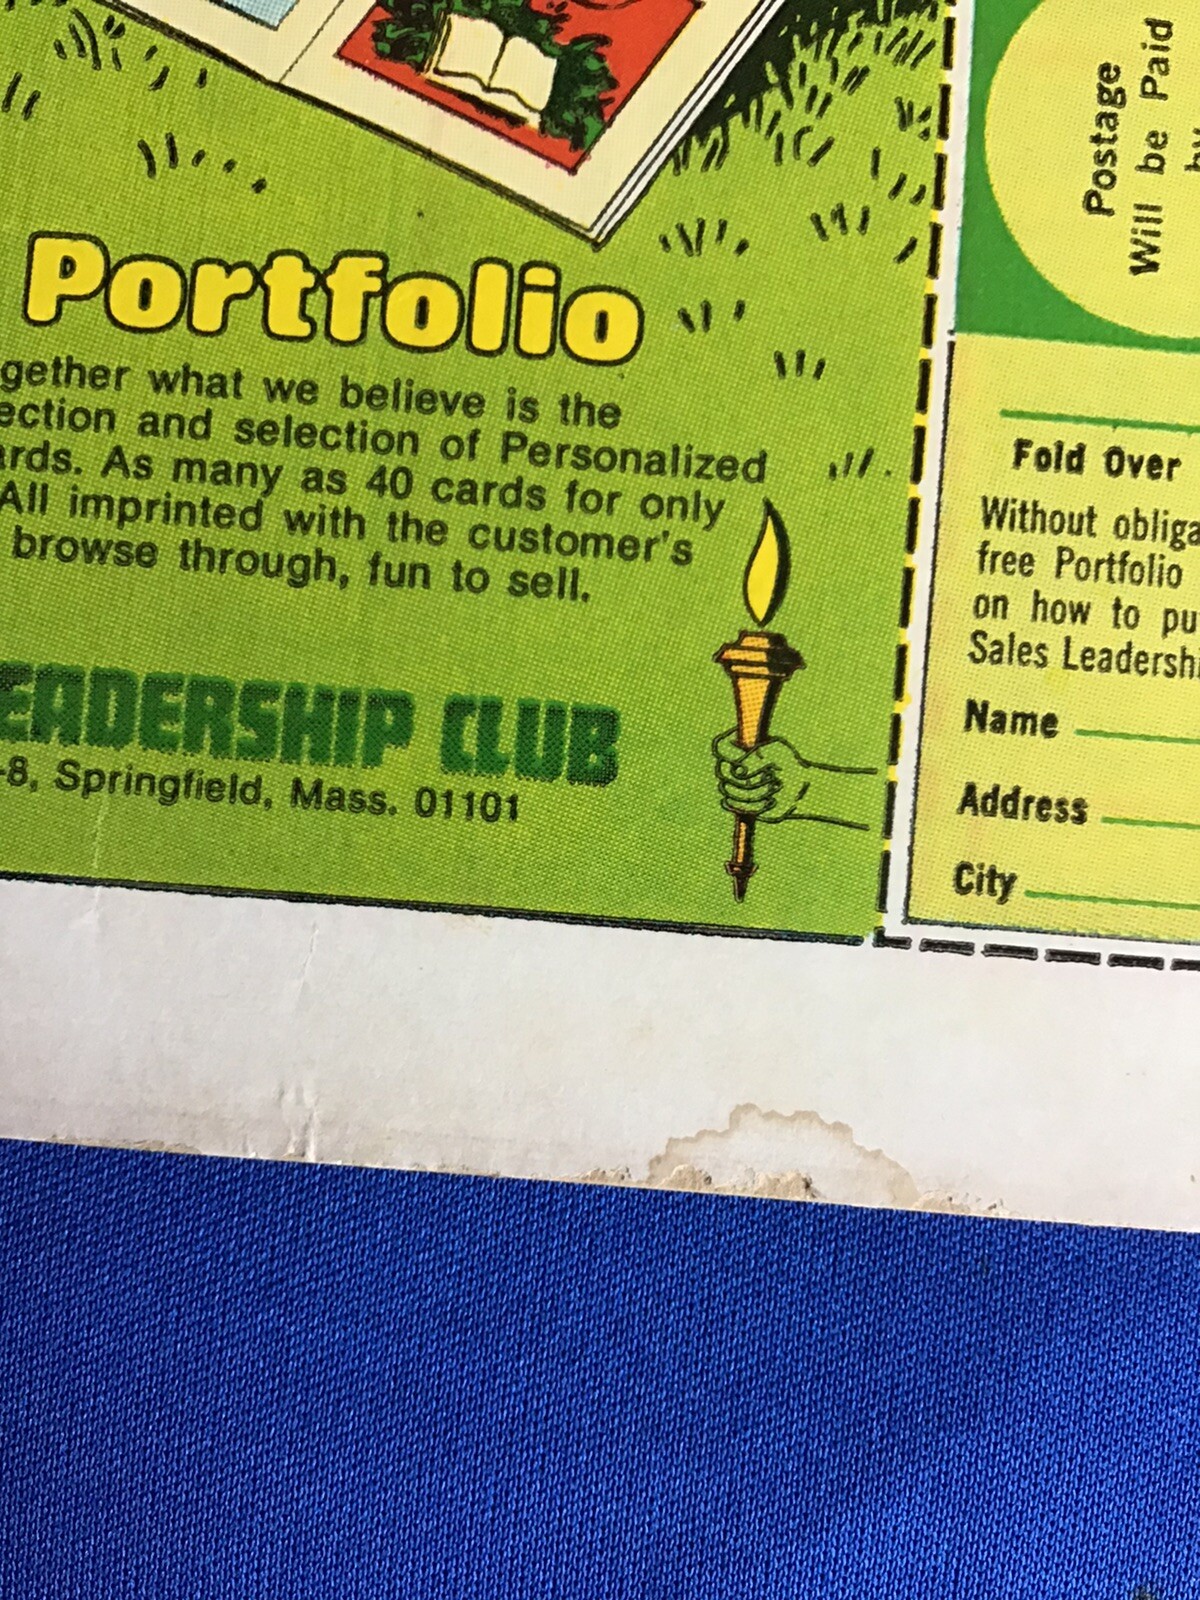 Portfolio
gether what we believe is the
ection and selection of Personalized
ards. As many as 40 cards for only
All imprinted with the customer's
browse through, fun to sell.
EADERSHIP CLUB
-8, Springfield, Mass. 01101
Postage
Will be Paid
by
Fold Over
Without obliga
free Portfolio
on how to pu
Sales Leadershi
Name
Address
City